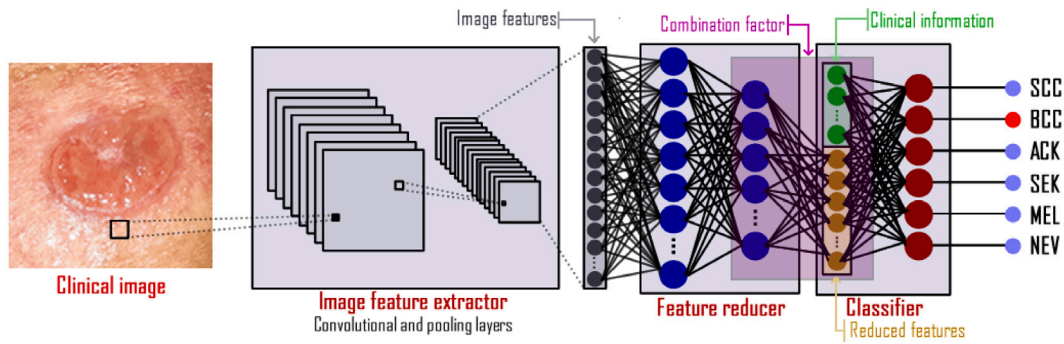 Image features
Combination factor
Clinical information
SCC
BCC
ACK
SEK
MEL
NEV
Clinical image
Image feature extractor
Convolutional and pooling layers
Feature reducer
Classifier
Reduced features